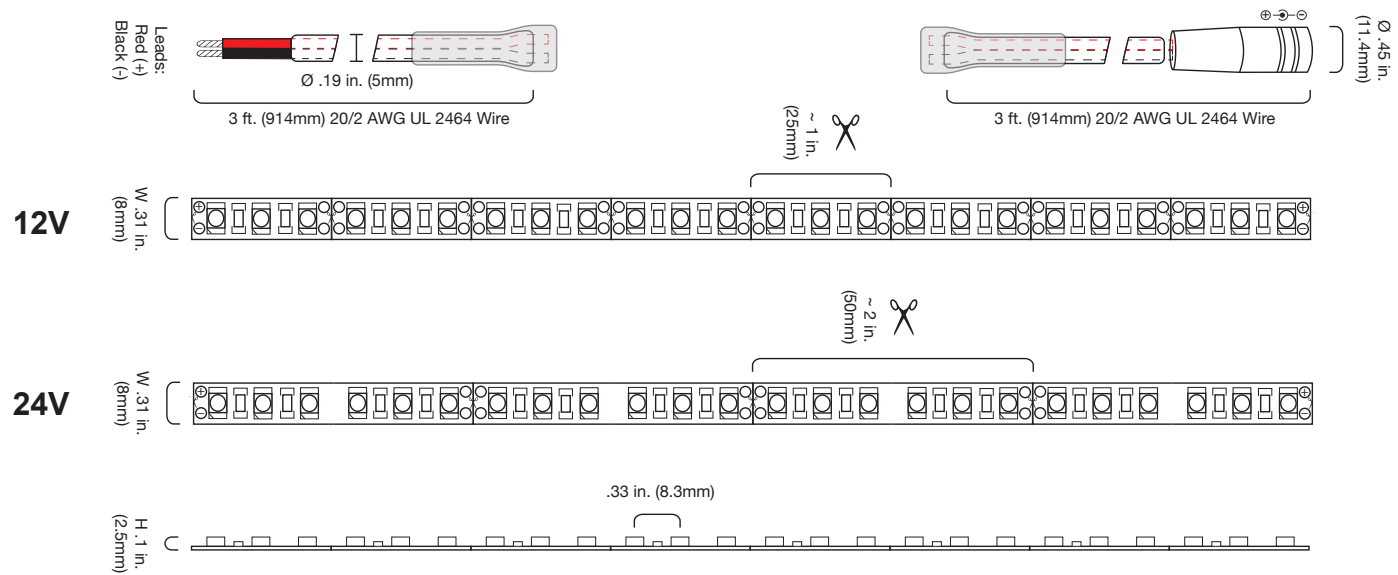 Leads:
Red (+)
Black (-)
Ø .19 in. (5mm)
3 ft. (914mm) 20/2 AWG UL 2464 Wire
⊕ ⊖
Ø .45 in.
(11.4mm)
3 ft. (914mm) 20/2 AWG UL 2464 Wire
~ 1 in.
(25mm)
12V
W .31 in.
(8mm)
+ +
− −
~ 2 in.
(50mm)
24V
W .31 in.
(8mm)
+ +
− −
.33 in. (8.3mm)
H .1 in.
(2.5mm)